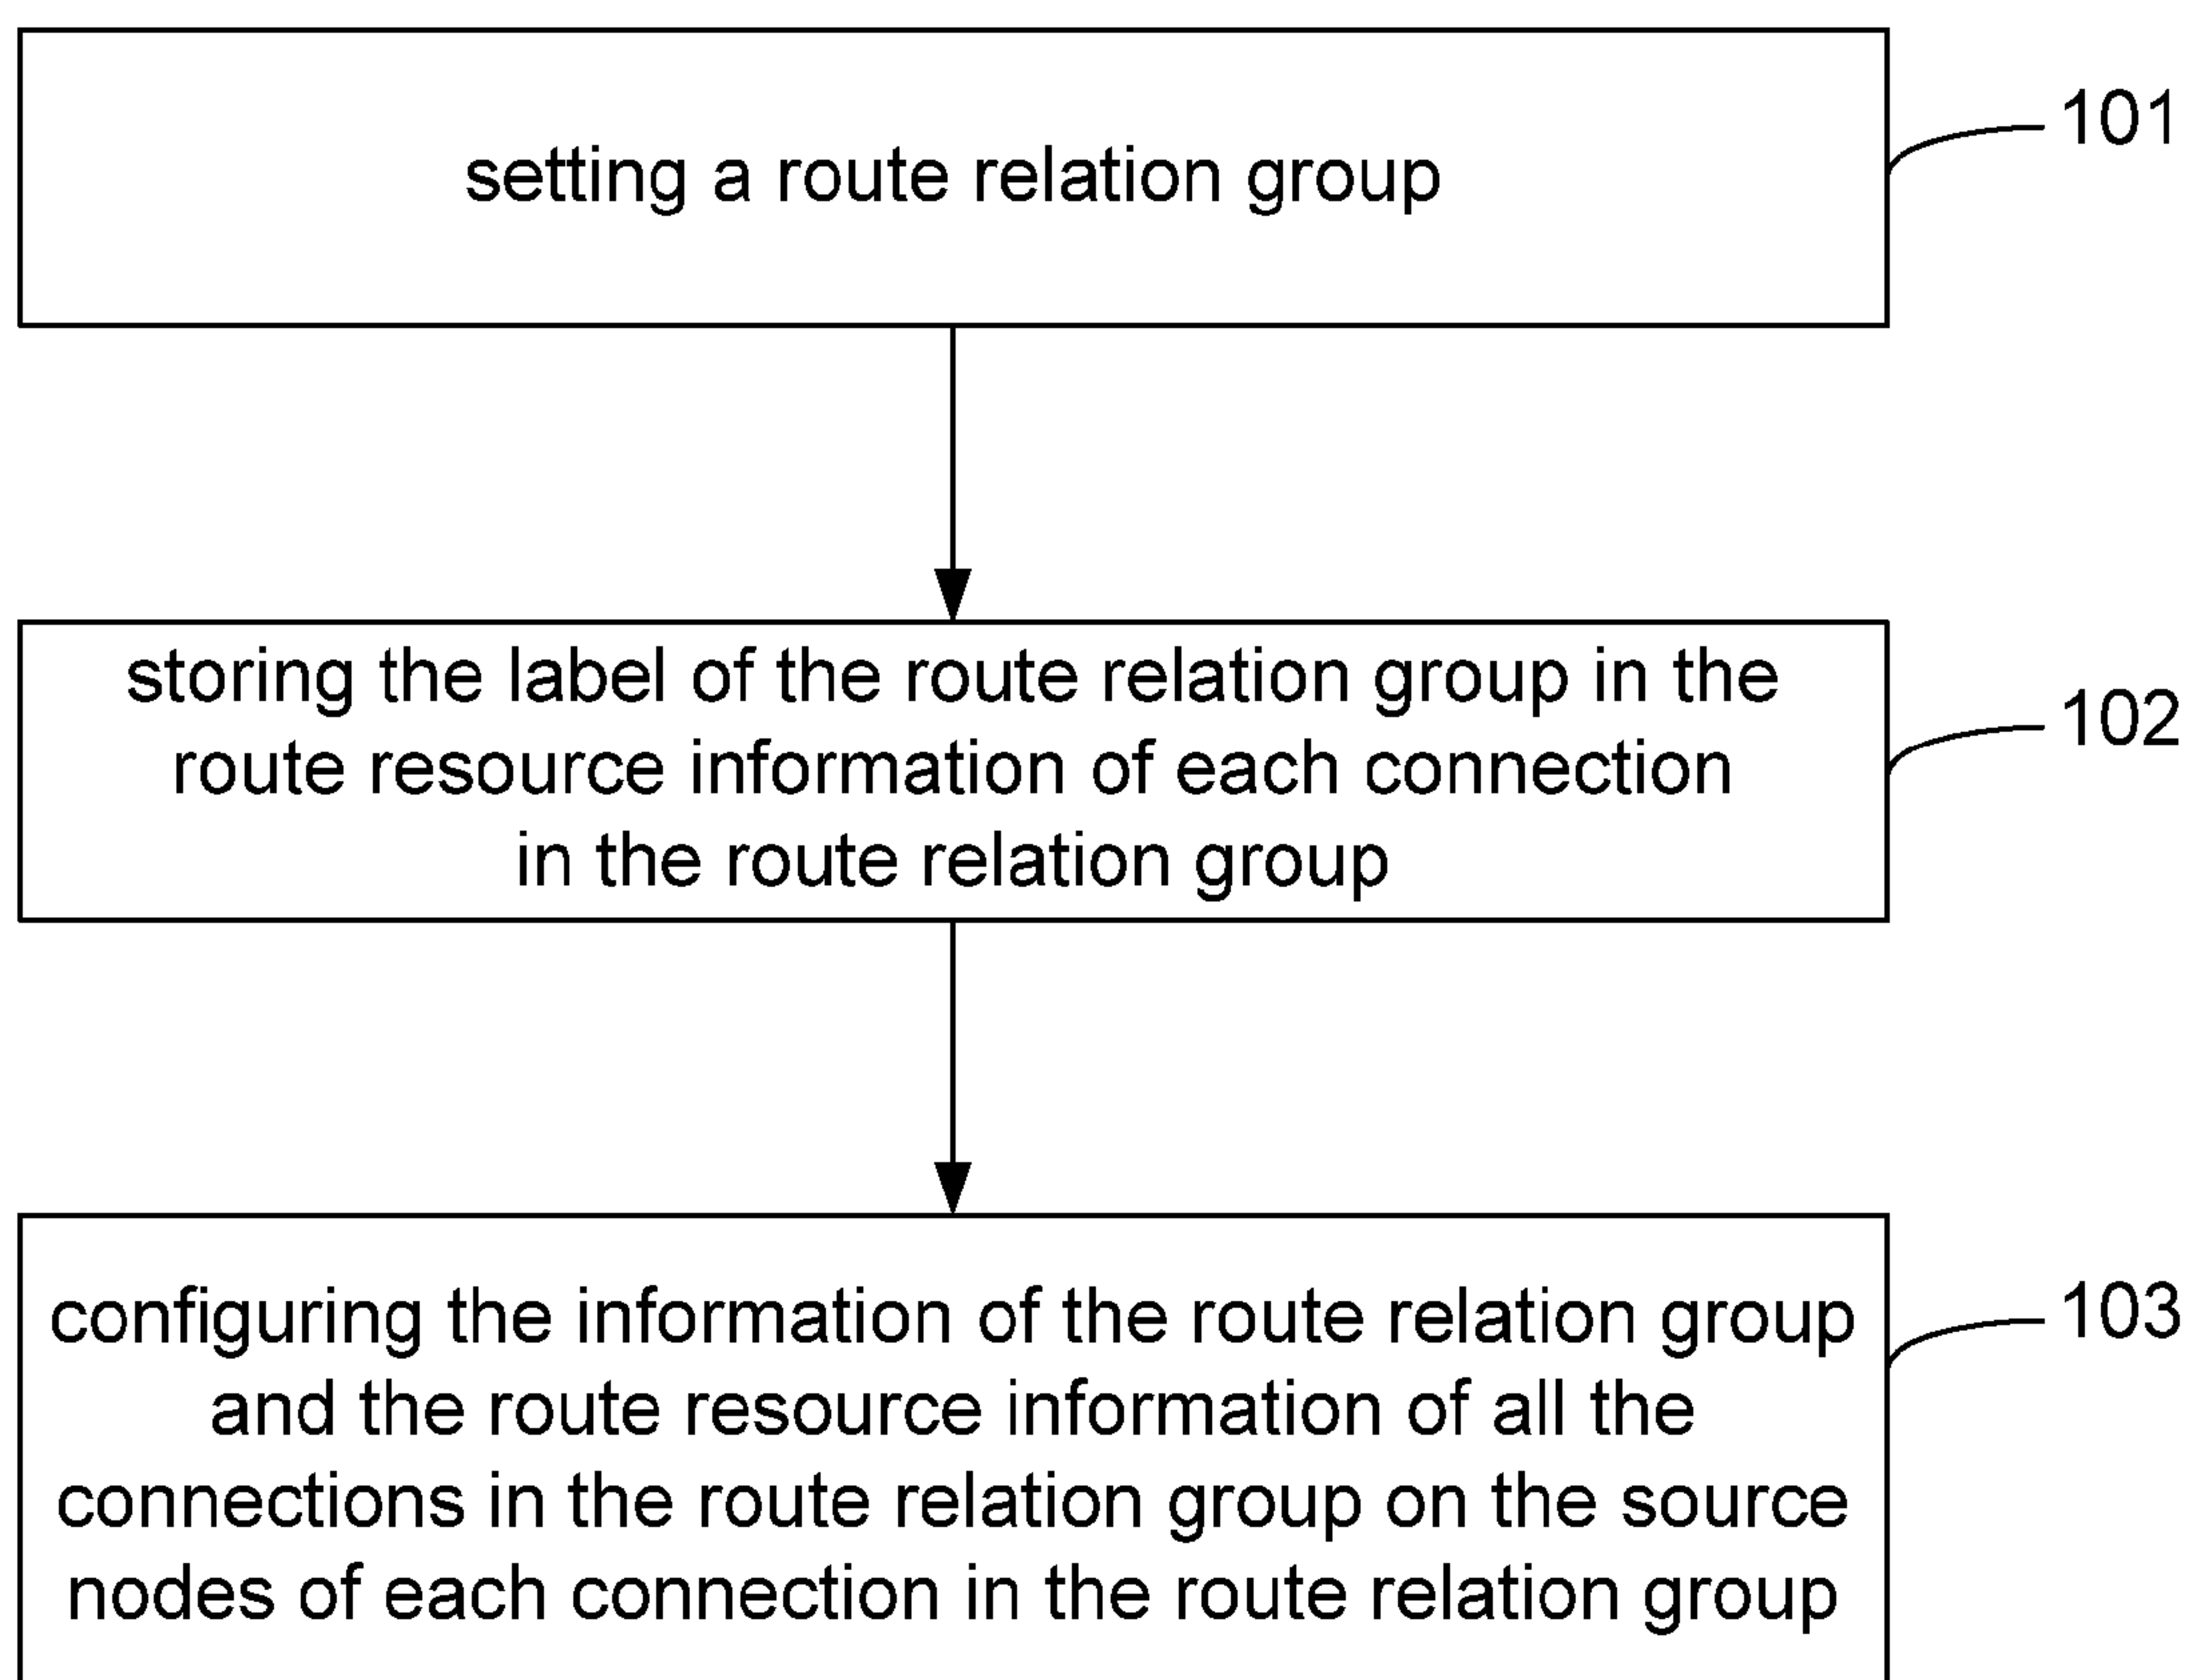 setting a route relation group
101
storing the label of the route relation group in the
route resource information of each connection
in the route relation group
102
configuring the information of the route relation group
and the route resource information of all the
connections in the route relation group on the source
nodes of each connection in the route relation group
103